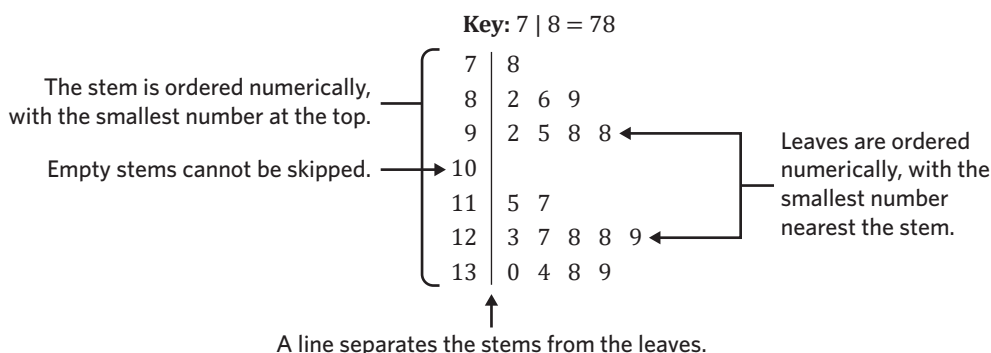 Key: 7 | 8 = 78
The stem is ordered numerically,
with the smallest number at the top.
Empty stems cannot be skipped.
7 | 8
8 | 2 6 9
9 | 2 5 8 8
10 |
11 | 5 7
12 | 3 7 8 8 9
13 | 0 4 8 9
Leaves are ordered
numerically, with the
smallest number
nearest the stem.
A line separates the stems from the leaves.